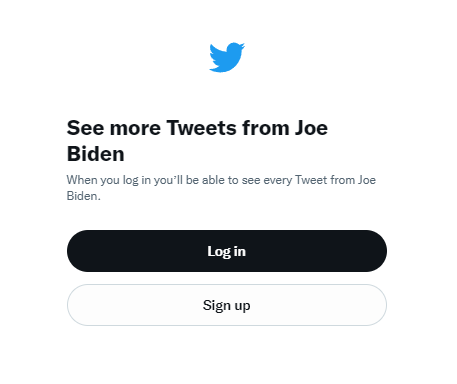 See more Tweets from Joe
Biden
When you log in you’ll be able to see every Tweet from Joe
Biden.
Log in
Sign up